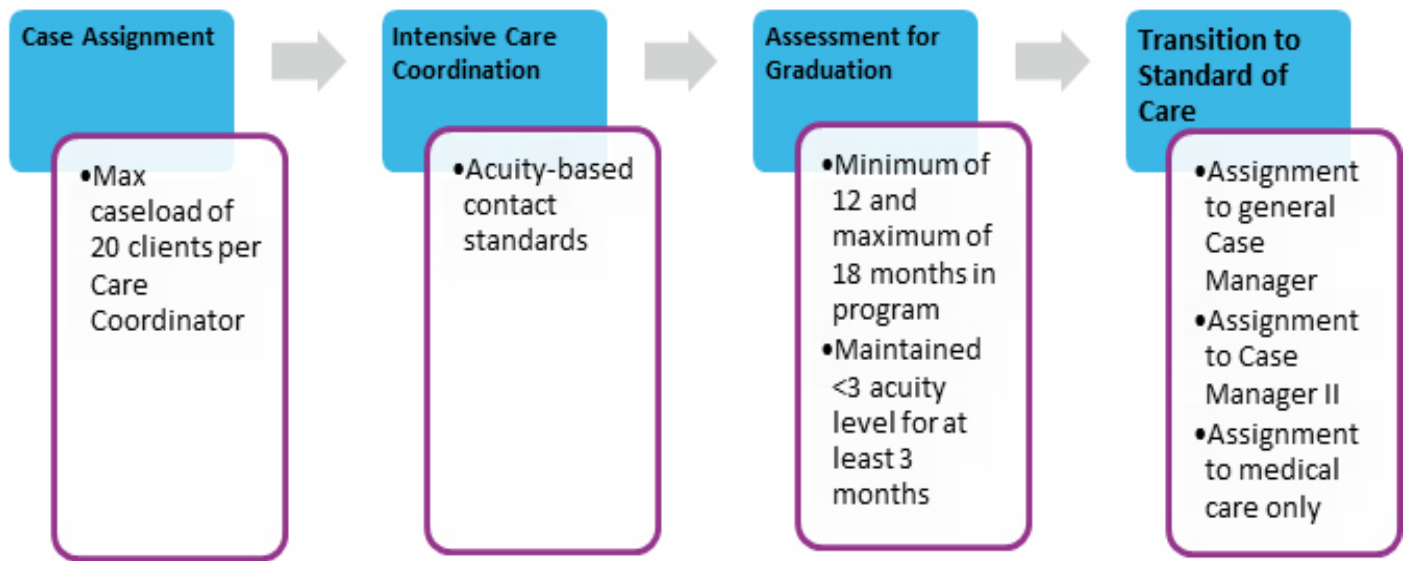 Case Assignment
•Max
caseload of
20 clients per
Care
Coordinator
Intensive Care
Coordination
•Acuity-based
contact
standards
Assessment for
Graduation
•Minimum of
12 and
maximum of
18 months in
program
•Maintained
<3 acuity
level for at
least 3
months
Transition to
Standard of
Care
•Assignment
to general
Case
Manager
•Assignment
to Case
Manager II
•Assignment
to medical
care only